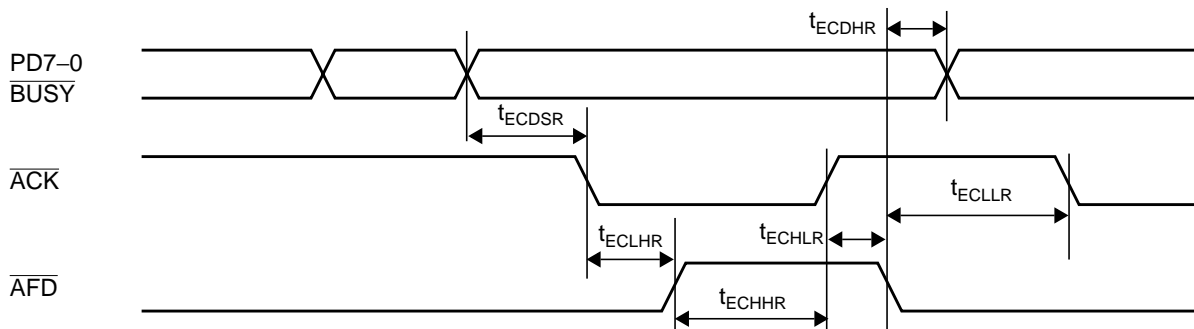 tECDHR
PD7–0
BUSY
tECDSR
ACK
tECLLR
tECLHR
tECHLR
AFD
tECHHR